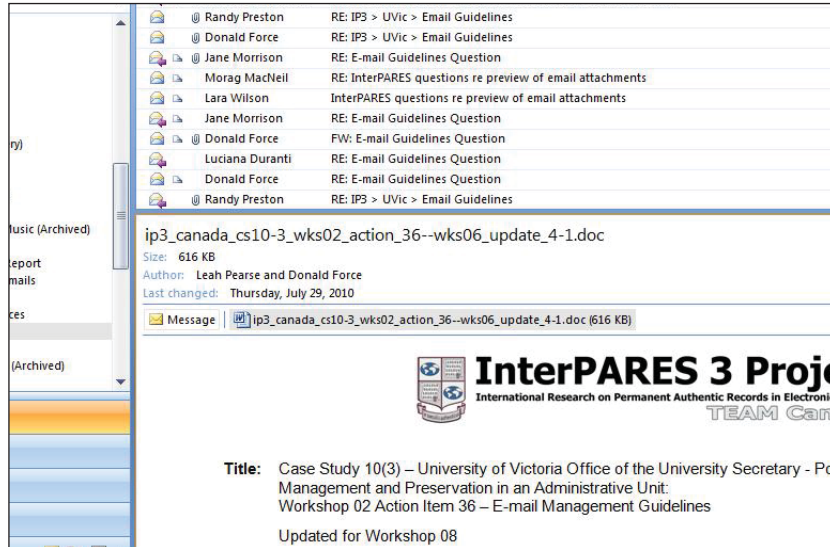 Randy Preston RE: IP3 > UVic > Email Guidelines
Donald Force RE: IP3 > UVic > Email Guidelines
Jane Morrison RE: E-mail Guidelines Question
Morag MacNeil RE: InterPARES questions re preview of email attachments
Lara Wilson InterPARES questions re preview of email attachments
Jane Morrison RE: E-mail Guidelines Question
Donald Force FW: E-mail Guidelines Question
Luciana Duranti RE: E-mail Guidelines Question
Donald Force RE: E-mail Guidelines Question
Randy Preston RE: IP3 > UVic > Email Guidelines
ry)
lusic (Archived)
eport
mails
ces
(Archived)
ip3_canada_cs10-3_wks02_action_36--wks06_update_4-1.doc
Size: 616 KB
Author: Leah Pearse and Donald Force
Last changed: Thursday, July 29, 2010
Message ip3_canada_cs10-3_wks02_action_36--wks06_update_4-1.doc (616 KB)
InterPARES 3 Proje
International Research on Permanent Authentic Records in Electroni
TEAM Can
Title: Case Study 10(3) – University of Victoria Office of the University Secretary - Po
Management and Preservation in an Administrative Unit:
Workshop 02 Action Item 36 – E-mail Management Guidelines
Updated for Workshop 08